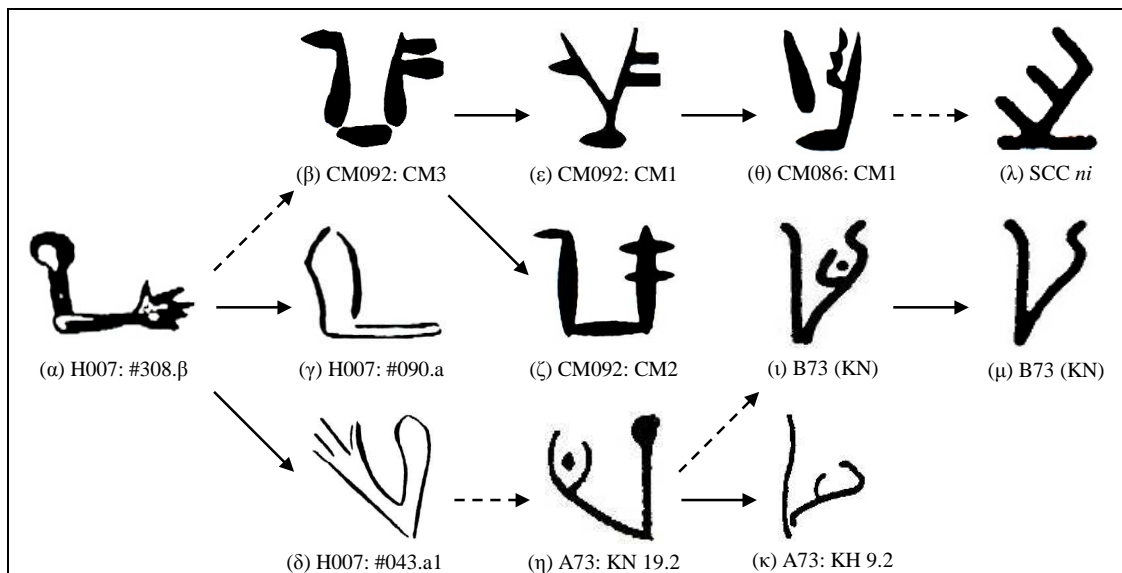 (β) CM092: CM3
(ε) CM092: CM1
(θ) CM086: CM1
(λ) SCC ni
(α) H007: #308.β
(γ) H007: #090.a
(ζ) CM092: CM2
(ι) B73 (KN)
(μ) B73 (KN)
(δ) H007: #043.a1
(η) A73: KN 19.2
(κ) A73: KH 9.2